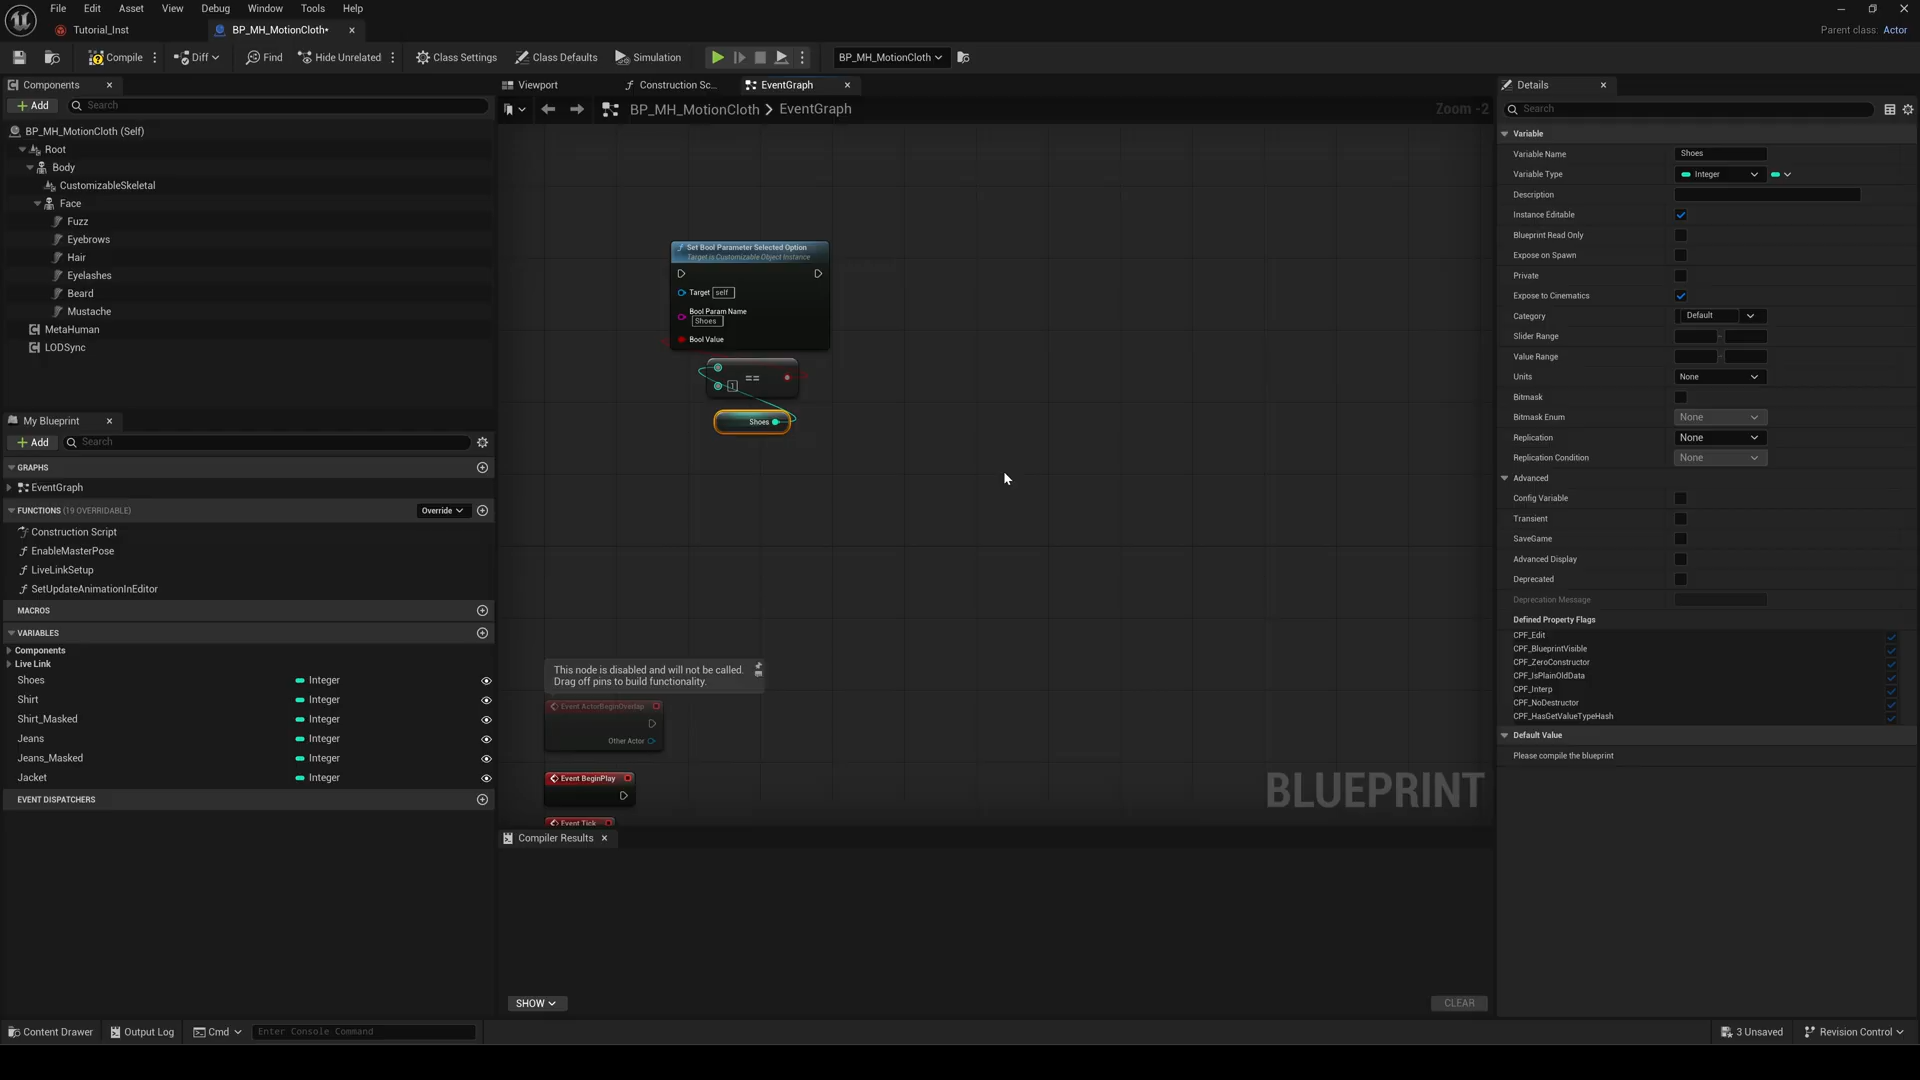 File Edit Asset View Debug Window Tools Help
Tutorial_Inst
BP_MH_MotionCloth*
Parent class: Actor
Compile
Diff
Find
Hide Unrelated
Class Settings
Class Defaults
Simulation
BP_MH_MotionCloth
Components
Add
Search
BP_MH_MotionCloth (Self)
Root
Body
CustomizableSkeletal
Face
Fuzz
Eyebrows
Hair
Eyelashes
Beard
Mustache
MetaHuman
LODSync
My Blueprint
Add
Search
GRAPHS
EventGraph
FUNCTIONS (19 OVERRIDABLE)
Override
Construction Script
EnableMasterPose
LiveLinkSetup
SetUpdateAnimationInEditor
MACROS
VARIABLES
Components
Live Link
Shoes Integer
Shirt Integer
Shirt_Masked Integer
Jeans Integer
Jeans_Masked Integer
Jacket Integer
EVENT DISPATCHERS
Viewport
Construction Sc...
EventGraph
BP_MH_MotionCloth > EventGraph
Zoom -2
Set Bool Parameter Selected Option
Target is Customizable Object Instance
Target self
Bool Param Name
Shoes
Bool Value
==
1
Shoes
This node is disabled and will not be called.
Drag off pins to build functionality.
Event ActorBeginOverlap
Other Actor
Event BeginPlay
Event Tick
BLUEPRINT
Compiler Results
SHOW
CLEAR
Details
Search
Variable
Variable Name Shoes
Variable Type Integer
Description
Instance Editable
Blueprint Read Only
Expose on Spawn
Private
Expose to Cinematics
Category Default
Slider Range
Value Range
Units None
Bitmask
Bitmask Enum None
Replication None
Replication Condition None
Advanced
Config Variable
Transient
SaveGame
Advanced Display
Deprecated
Deprecation Message
Defined Property Flags
CPF_Edit
CPF_BlueprintVisible
CPF_ZeroConstructor
CPF_IsPlainOldData
CPF_Interp
CPF_NoDestructor
CPF_HasGetValueTypeHash
Default Value
Please compile the blueprint
Content Drawer
Output Log
Cmd
Enter Console Command
3 Unsaved
Revision Control